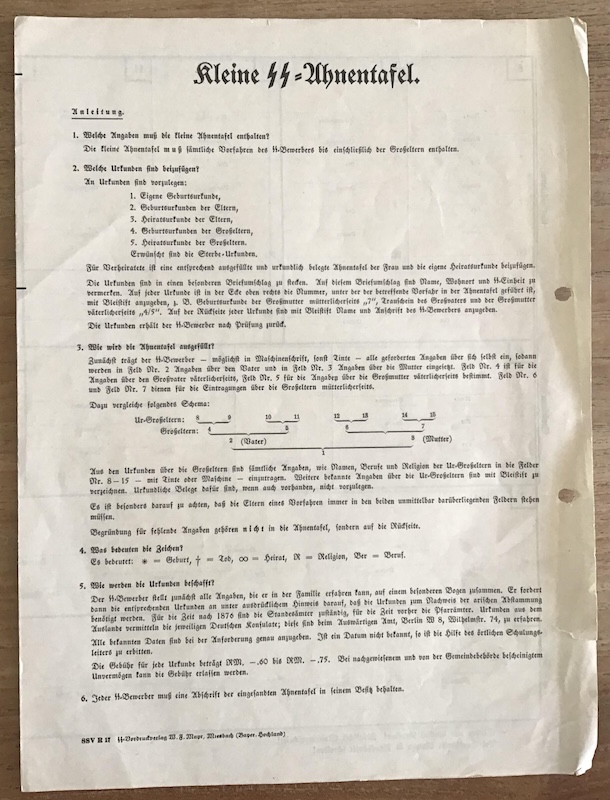 Kleine ᛋᛋ=Ahnentafel.
Anleitung.
1. Welche Angaben muß die kleine Ahnentafel enthalten?
Die kleine Ahnentafel muß sämtliche Vorfahren des ᛋᛋ-Bewerbers bis einschließlich der Großeltern enthalten.
2. Welche Urkunden sind beizufügen?
An Urkunden sind vorzulegen:
1. Eigene Geburtsurkunde,
2. Geburtsurkunden der Eltern,
3. Heiratsurkunde der Eltern,
4. Geburtsurkunden der Großeltern,
5. Heiratsurkunde der Großeltern.
Erwünscht sind die Sterbe-Urkunden.
Für Verheiratete ist eine entsprechend ausgefüllte und urkundlich belegte Ahnentafel der Frau und die eigene Heiratsurkunde beizufügen.
Die Urkunden sind in einen besonderen Briefumschlag zu stecken. Auf diesem Briefumschlag sind Name, Wohnort und ᛋᛋ-Einheit zu
vermerken. Auf jeder Urkunde ist in der Ecke oben rechts die Nummer, unter der der betreffende Vorfahr in der Ahnentafel geführt ist,
mit Bleistift anzugeben, z. B. Geburtsurkunde der Großmutter mütterlicherseits „7“, Trauschein des Großvaters und der Großmutter
väterlicherseits „4/5“. Auf der Rückseite jeder Urkunde sind mit Bleistift Name und Anschrift des ᛋᛋ-Bewerbers anzugeben.
Die Urkunden erhält der ᛋᛋ-Bewerber nach Prüfung zurück.
3. Wie wird die Ahnentafel ausgefüllt?
Zunächst trägt der ᛋᛋ-Bewerber — möglichst in Maschinenschrift, sonst Tinte — alle geforderten Angaben über sich selbst ein, sodann
werden in Feld Nr. 2 Angaben über den Vater und in Feld Nr. 3 Angaben über die Mutter eingesetzt. Feld Nr. 4 ist für die
Angaben über den Großvater väterlicherseits, Feld Nr. 5 für die Angaben über die Großmutter väterlicherseits bestimmt. Feld Nr. 6
und Feld Nr. 7 dienen für die Eintragungen über die Großeltern mütterlicherseits.
Dazu vergleiche folgendes Schema:
Ur-Großeltern: 8 9 10 11 12 13 14 15
Großeltern: 4 5 6 7
2 (Vater) 3 (Mutter)
1
Aus den Urkunden über die Großeltern sind sämtliche Angaben, wie Namen, Berufe und Religion der Ur-Großeltern in die Felder
Nr. 8–15 — mit Tinte oder Maschine — einzutragen. Weitere bekannte Angaben über die Ur-Großeltern sind mit Bleistift zu
verzeichnen. Urkundliche Belege dafür sind, wenn auch vorhanden, nicht vorzulegen.
Es ist besonders darauf zu achten, daß die Eltern eines Vorfahren immer in den beiden unmittelbar darüberliegenden Feldern stehen
müssen.
Begründung für fehlende Angaben gehören nicht in die Ahnentafel, sondern auf die Rückseite.
4. Was bedeuten die Zeichen?
Es bedeutet: ✶ = Geburt, † = Tod, ∞ = Heirat, R = Religion, Ber = Beruf.
5. Wie werden die Urkunden beschafft?
Der ᛋᛋ-Bewerber stellt zunächst alle Angaben, die er in der Familie erfahren kann, auf einem besonderen Bogen zusammen. Er fordert
dann die entsprechenden Urkunden an unter ausdrücklichem Hinweis darauf, daß die Urkunden zum Nachweis der arischen Abstammung
benötigt werden. Für die Zeit nach 1876 sind die Standesämter zuständig, für die Zeit vorher die Pfarrämter. Urkunden aus dem
Auslande vermitteln die jeweiligen Deutschen Konsulate; diese sind beim Auswärtigen Amt, Berlin W 8, Wilhelmstr. 74, zu erfahren.
Alle bekannten Daten sind bei der Anforderung genau anzugeben. Ist ein Datum nicht bekannt, so ist die Hilfe des örtlichen Schulungs-
leiters zu erbitten.
Die Gebühr für jede Urkunde beträgt RM. —.60 bis RM. —.75. Bei nachgewiesenem und von der Gemeindebehörde bescheinigtem
Unvermögen kann die Gebühr erlassen werden.
6. Jeder ᛋᛋ-Bewerber muß eine Abschrift der eingesandten Ahnentafel in seinem Besitz behalten.
SSV B 17 ᛋᛋ-Vordruckverlag W. F. Mayr, Miesbach (Bayer. Hochland)